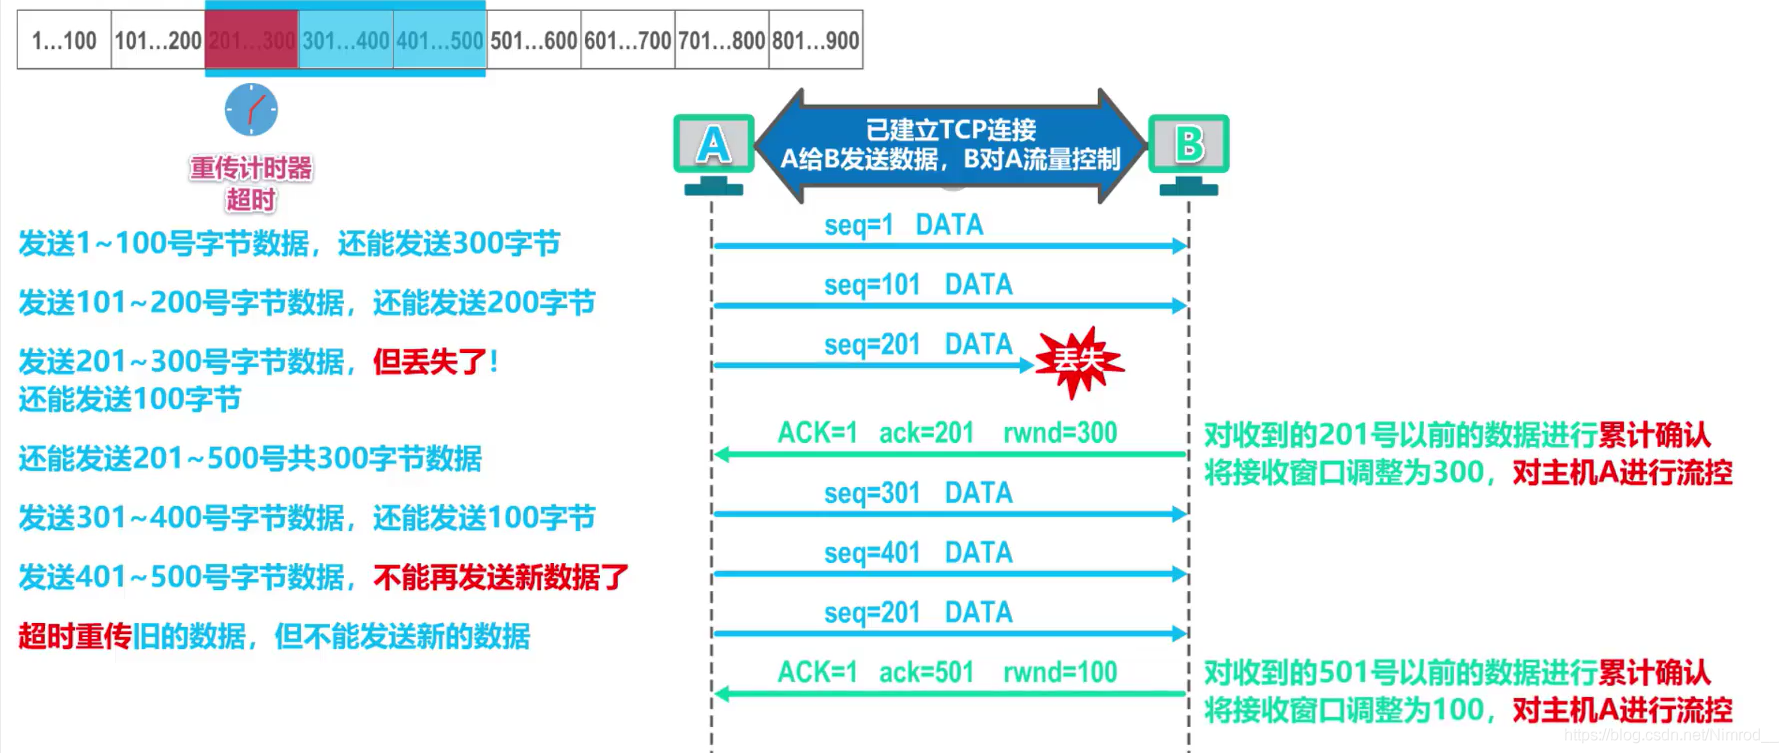 1...100 101...200 201...300 301...400 401...500 501...600 601...700 701...800 801...900
重传计时器
超时
A
已建立TCP连接
A给B发送数据，B对A流量控制
B
seq=1 DATA
发送1~100号字节数据，还能发送300字节
seq=101 DATA
发送101~200号字节数据，还能发送200字节
seq=201 DATA
丢失
发送201~300号字节数据，但丢失了！
还能发送100字节
ACK=1 ack=201 rwnd=300
对收到的201号以前的数据进行累计确认
将接收窗口调整为300，对主机A进行流控
还能发送201~500号共300字节数据
seq=301 DATA
发送301~400号字节数据，还能发送100字节
seq=401 DATA
发送401~500号字节数据，不能再发送新数据了
seq=201 DATA
超时重传旧的数据，但不能发送新的数据
ACK=1 ack=501 rwnd=100
对收到的501号以前的数据进行累计确认
将接收窗口调整为100，对主机A进行流控
https://blog.csdn.net/Nimrod__